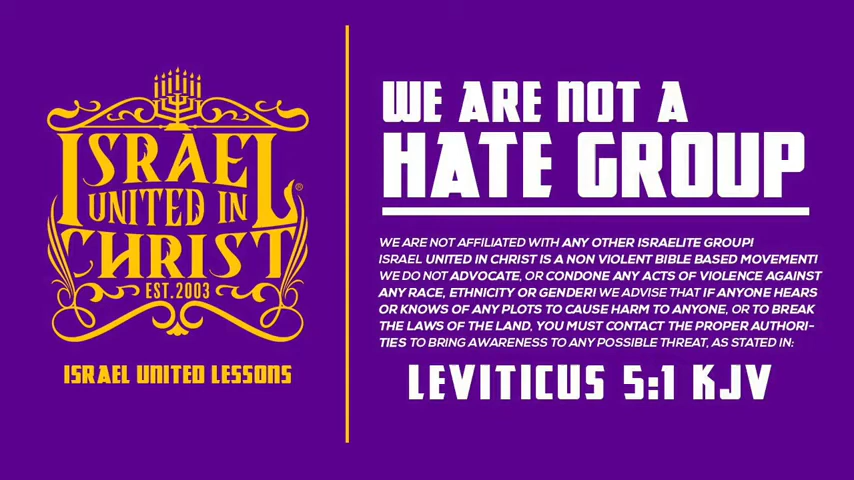 ISRAEL
UNITED IN
CHRIST®
EST. 2003
ISRAEL UNITED LESSONS
WE ARE NOT A
HATE GROUP
WE ARE NOT AFFILIATED WITH ANY OTHER ISRAELITE GROUP!
ISRAEL UNITED IN CHRIST IS A NON VIOLENT BIBLE BASED MOVEMENT!
WE DO NOT ADVOCATE, OR CONDONE ANY ACTS OF VIOLENCE AGAINST
ANY RACE, ETHNICITY OR GENDER! WE ADVISE THAT IF ANYONE HEARS
OR KNOWS OF ANY PLOTS TO CAUSE HARM TO ANYONE, OR TO BREAK
THE LAWS OF THE LAND, YOU MUST CONTACT THE PROPER AUTHORI-
TIES TO BRING AWARENESS TO ANY POSSIBLE THREAT, AS STATED IN:
LEVITICUS 5:1 KJV